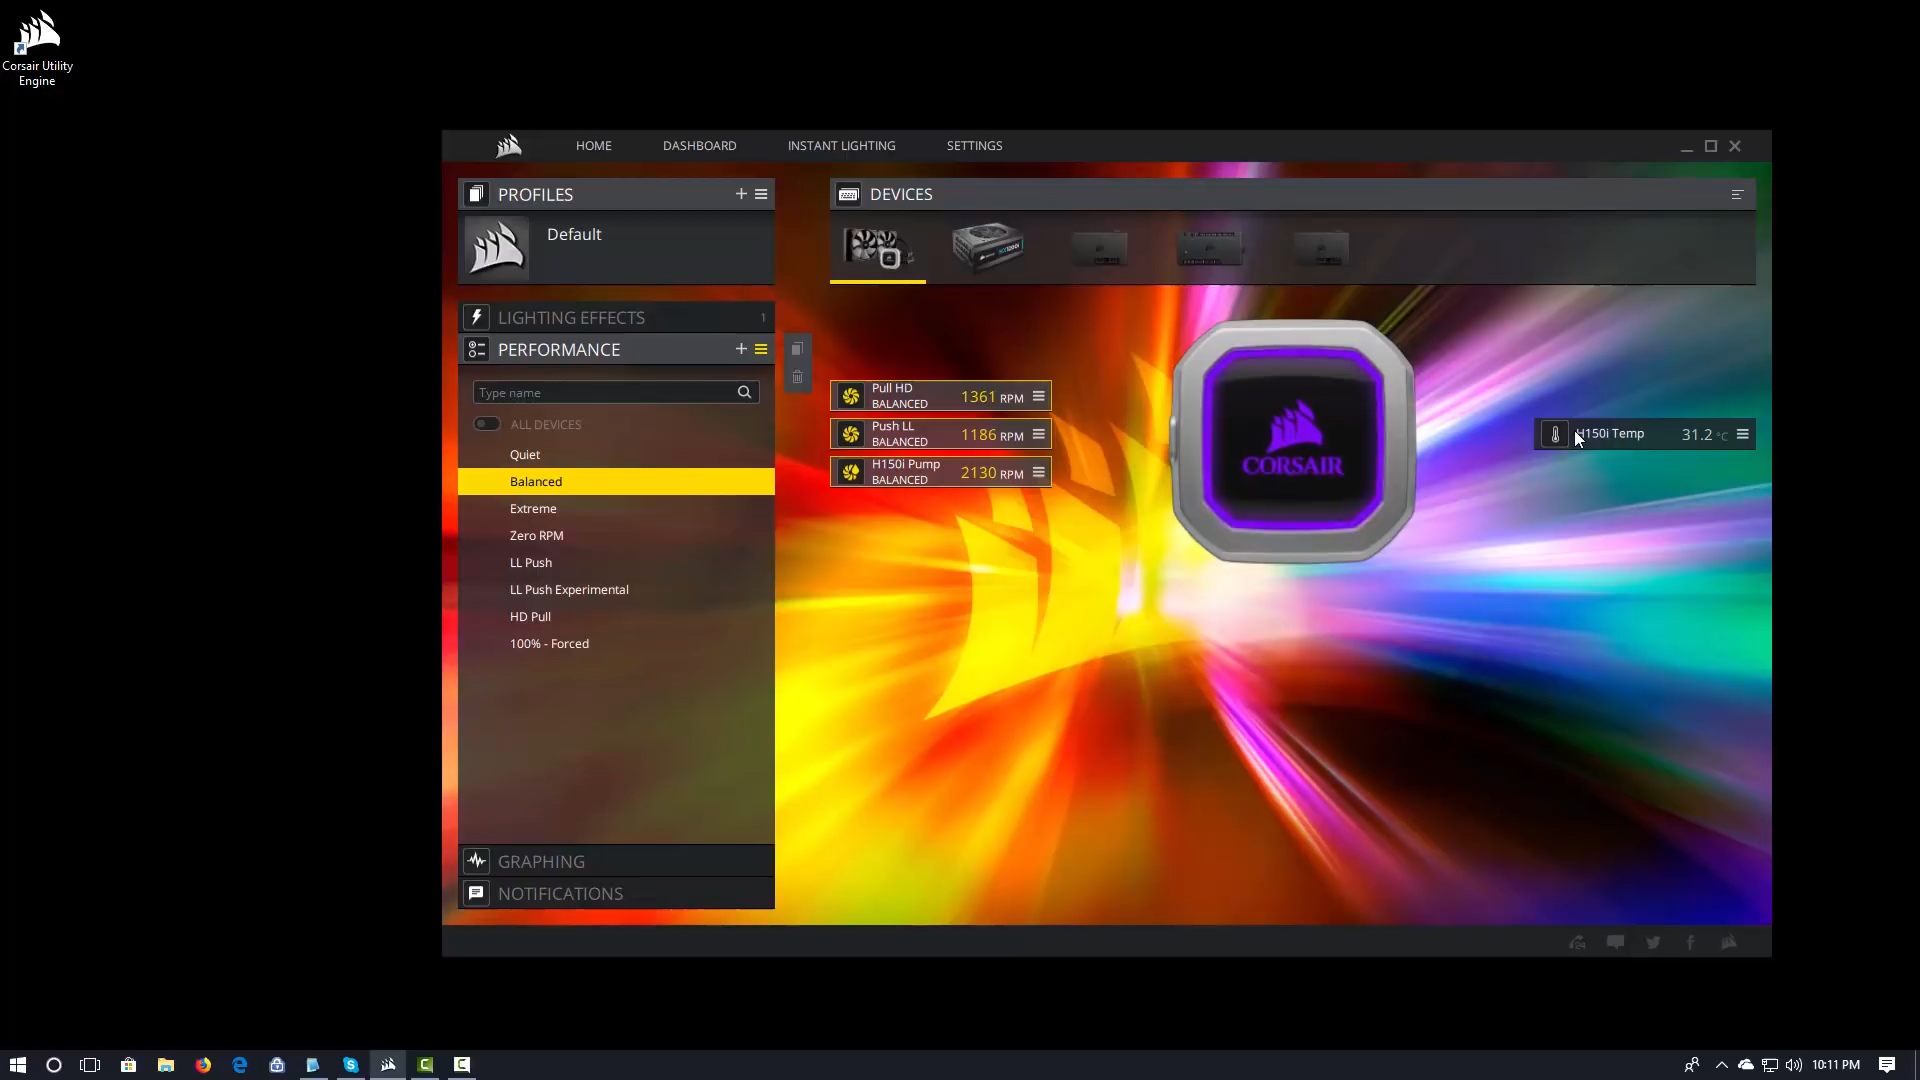 Corsair Utility
Engine
HOME DASHBOARD INSTANT LIGHTING SETTINGS
PROFILES
Default
LIGHTING EFFECTS 1
PERFORMANCE
Type name
ALL DEVICES
Quiet
Balanced
Extreme
Zero RPM
LL Push
LL Push Experimental
HD Pull
100% - Forced
GRAPHING
NOTIFICATIONS
DEVICES
Pull HD
BALANCED 1361 RPM
Push LL
BALANCED 1186 RPM
H150i Pump
BALANCED 2130 RPM
CORSAIR
H150i Temp 31.2 °C
10:11 PM